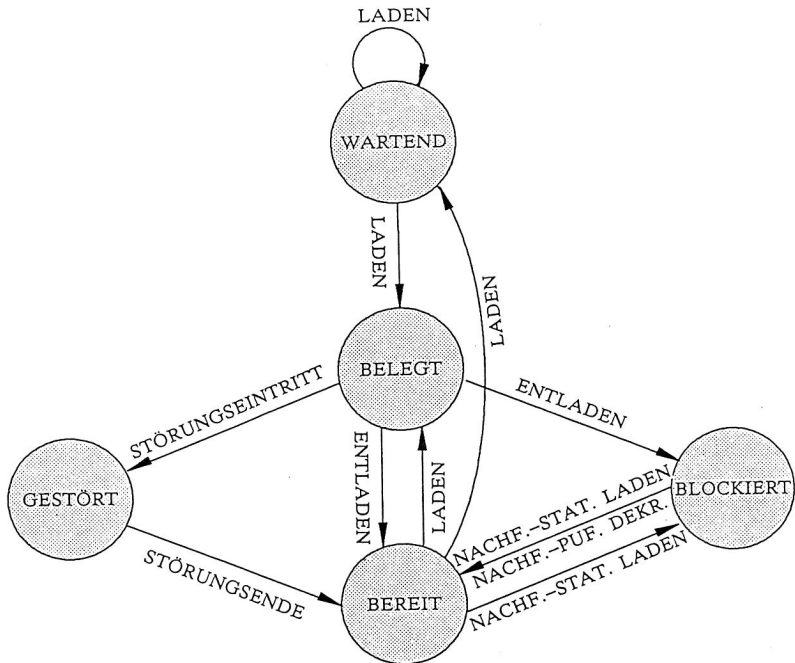 LADEN
WARTEND
LADEN
LADEN
BELEGT
STÖRUNGSEINTRITT
ENTLADEN
ENTLADEN
LADEN
GESTÖRT
BLOCKIERT
NACHF.-STAT. LADEN
NACHF.-PUF. DEKR.
NACHF.-STAT. LADEN
STÖRUNGSENDE
BEREIT